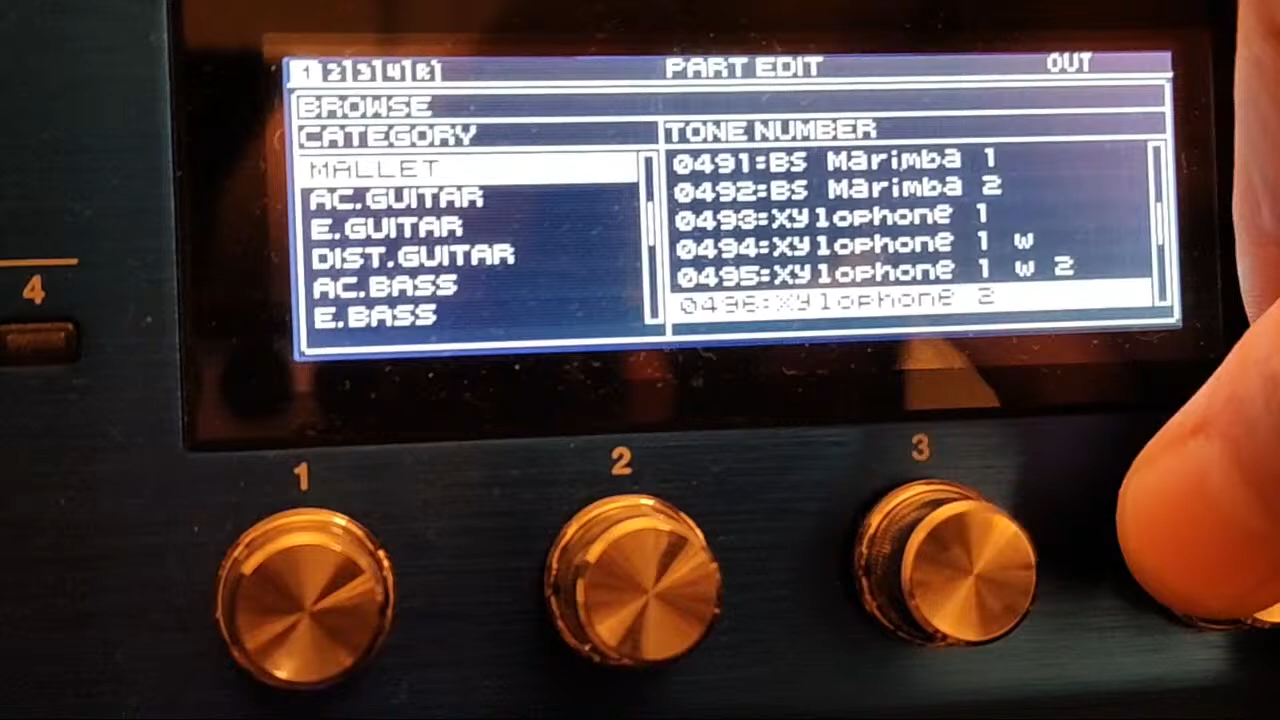 1 2 3 4 R PART EDIT OUT
BROWSE
CATEGORY TONE NUMBER
MALLET 0491:BS Marimba 1
AC.GUITAR 0492:BS Marimba 2
E.GUITAR 0493:Xylophone 1
DIST.GUITAR 0494:Xylophone 1 w
AC.BASS 0495:Xylophone 1 w 2
E.BASS 0496:Xylophone 2
4
1 2 3